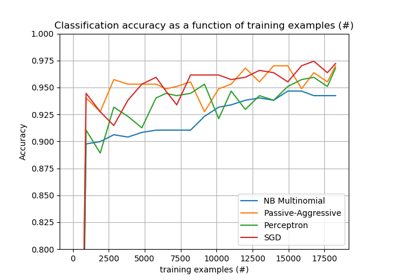 Classification accuracy as a function of training examples (#)
1.000
0.975
0.950
0.925
0.900
0.875
0.850
0.825
0.800
Accuracy
NB Multinomial
Passive-Aggressive
Perceptron
SGD
0 2500 5000 7500 10000 12500 15000 17500
training examples (#)